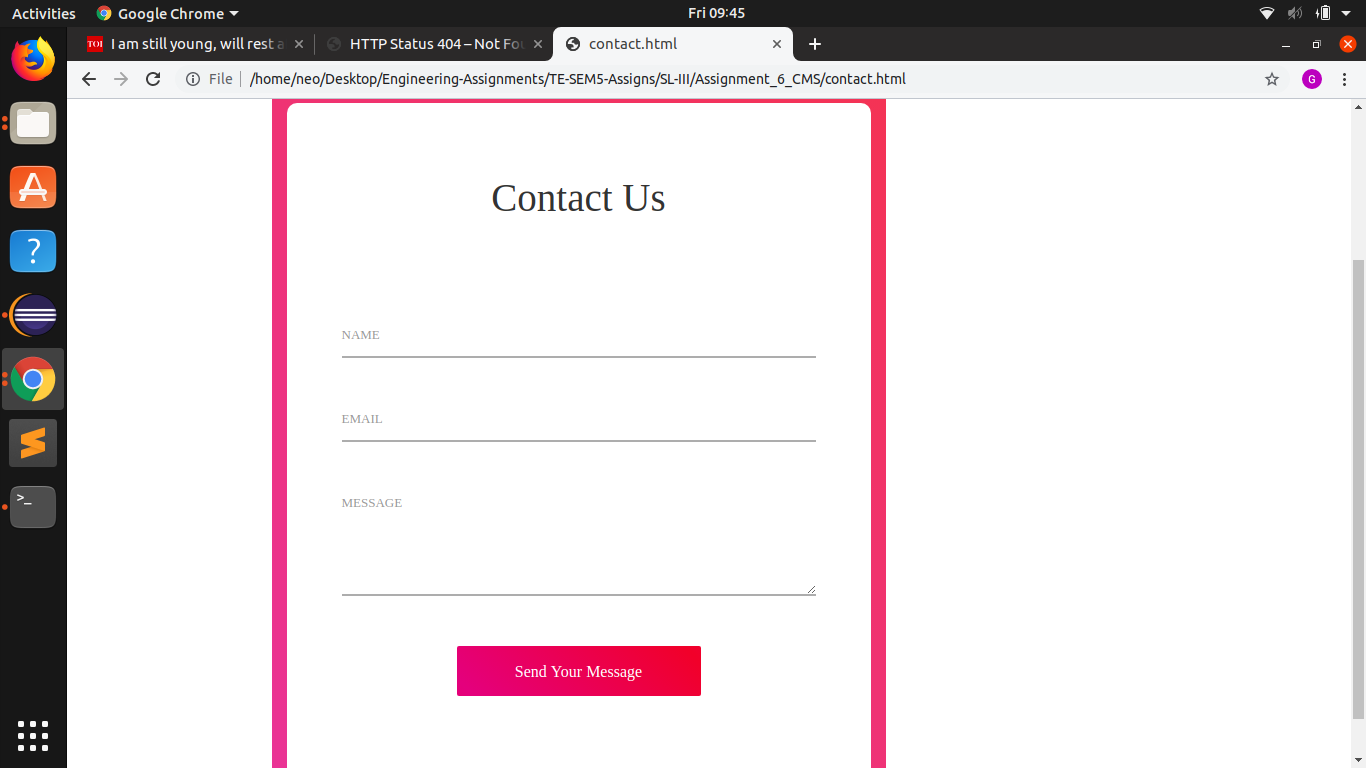 Activities Google Chrome Fri 09:45
TOI I am still young, will rest a HTTP Status 404 – Not Fou contact.html
File /home/neo/Desktop/Engineering-Assignments/TE-SEM5-Assigns/SL-III/Assignment_6_CMS/contact.html G
Contact Us
?
NAME
EMAIL
MESSAGE
>_
Send Your Message